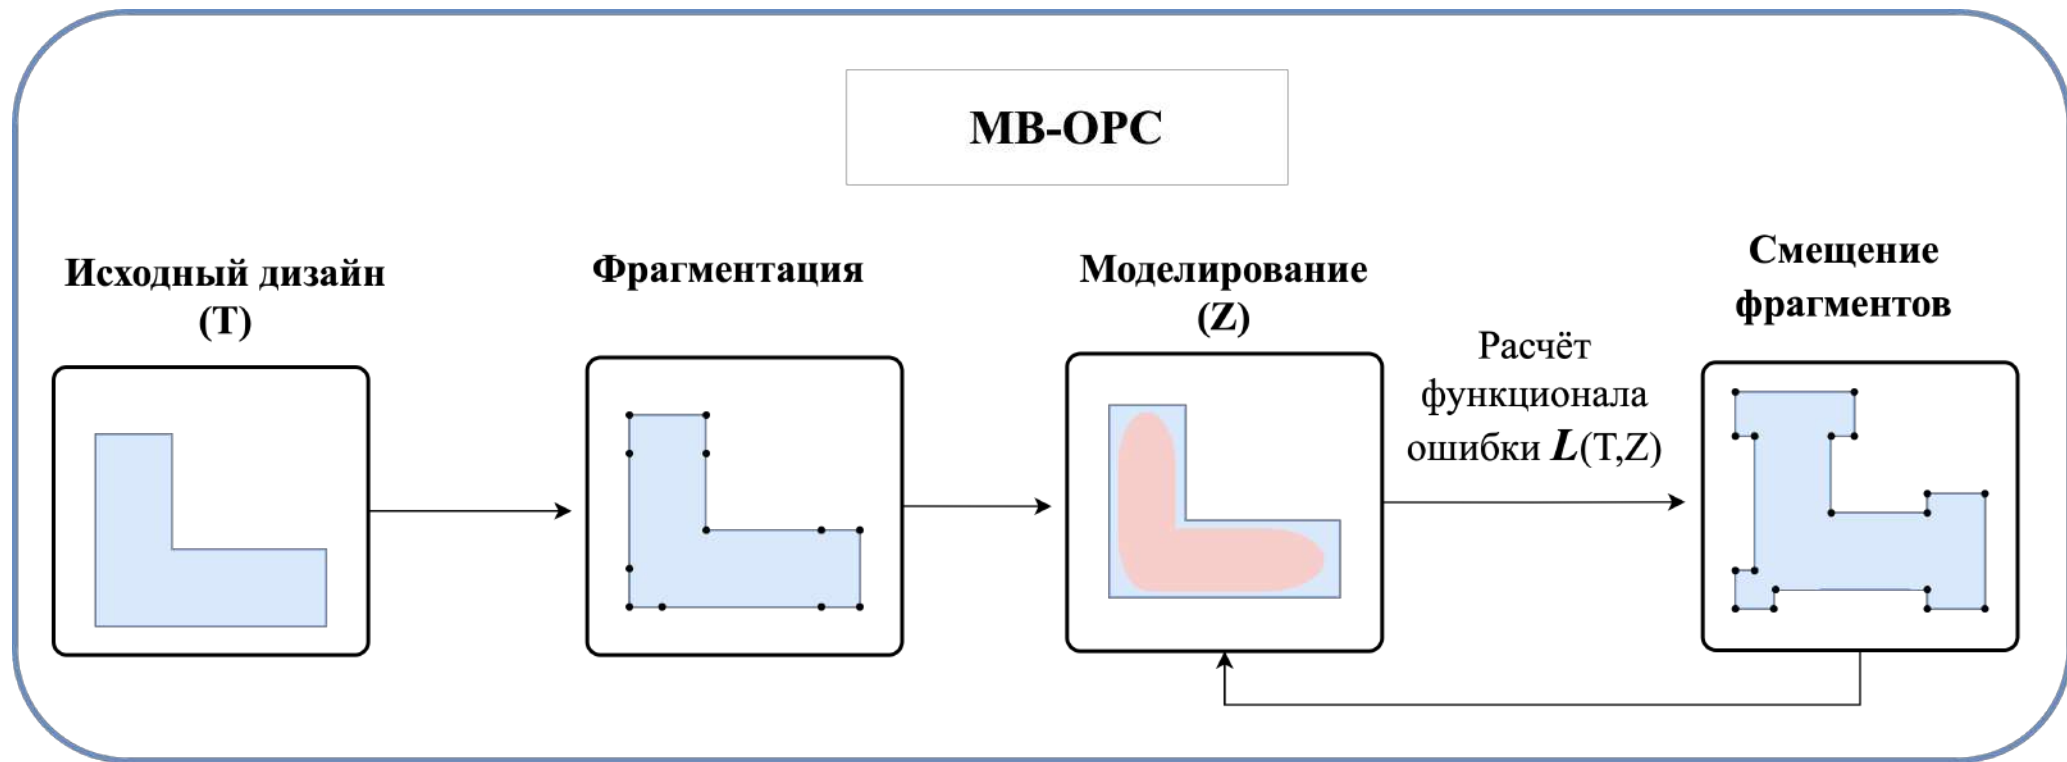 MB-OPC
Исходный дизайн
(T)
Фрагментация
Моделирование
(Z)
Расчёт
функционала
ошибки L(T,Z)
Смещение
фрагментов